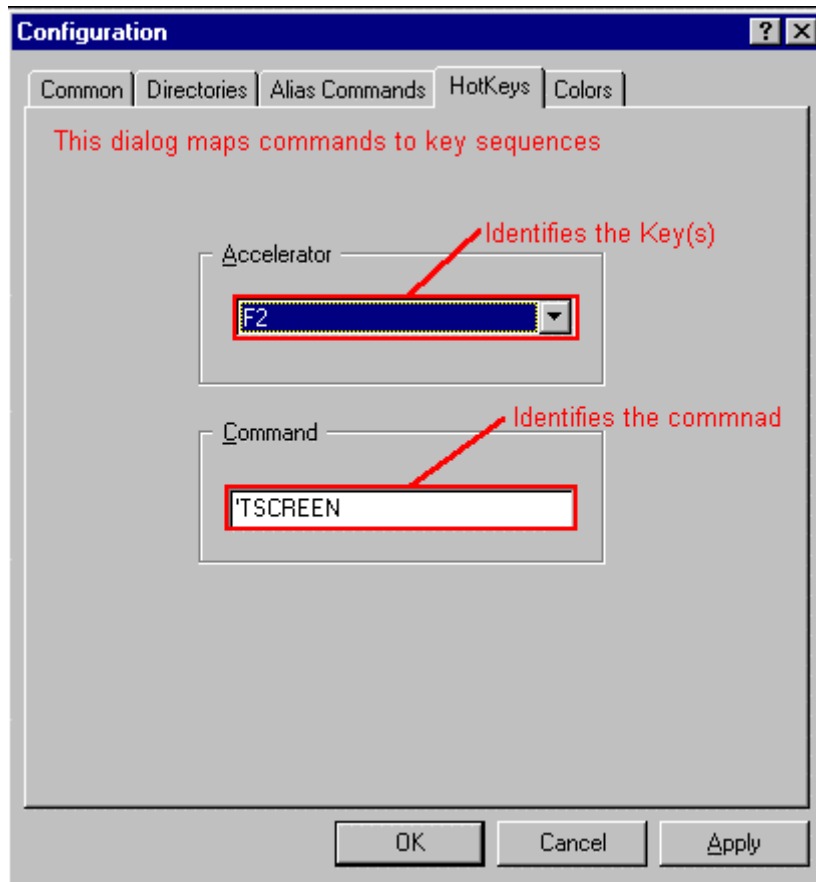 Configuration
Common Directories Alias Commands HotKeys Colors
This dialog maps commands to key sequences
Identifies the Key(s)
Accelerator
F2
Identifies the commnad
Command
'TSCREEN
OK Cancel Apply